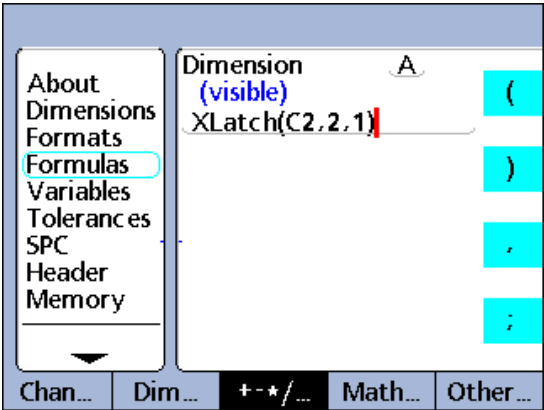 About
Dimensions
Formats
Formulas
Variables
Tolerances
SPC
Header
Memory
Dimension A
(visible)
XLatch(C2,2,1)
(
)
,
;
Chan... Dim... +-*/... Math... Other...